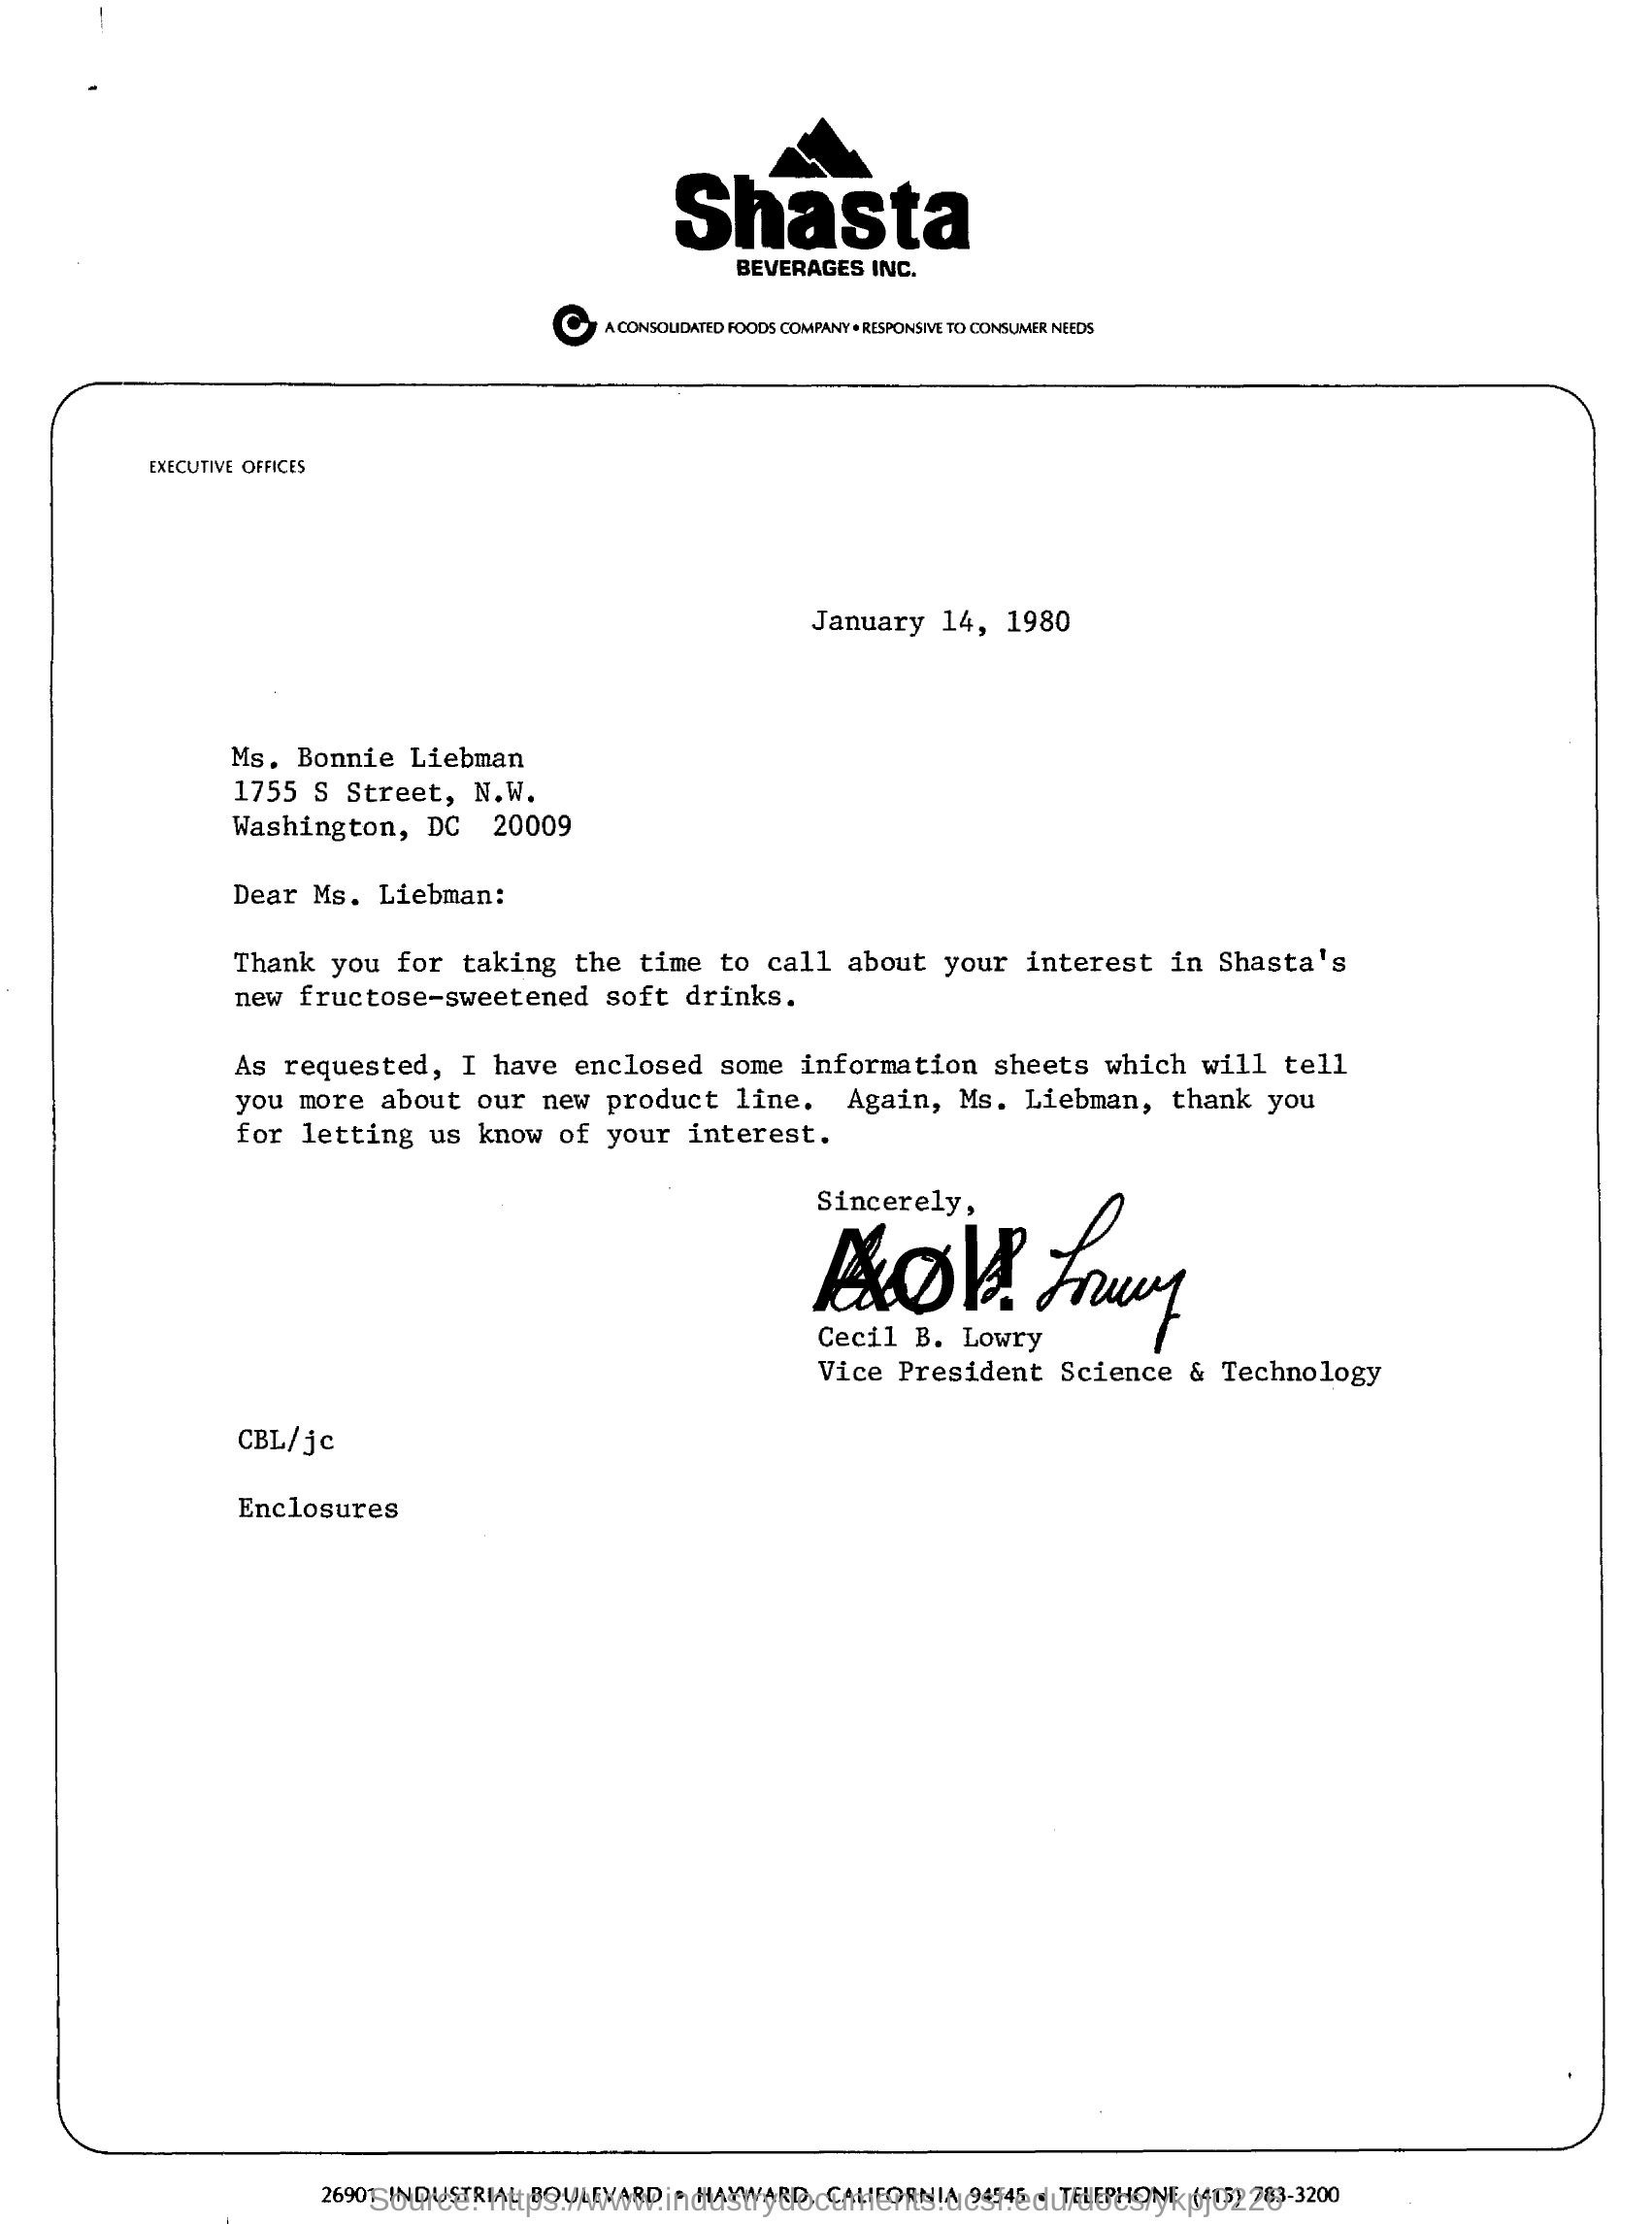 Shasta
BEVERAGES INC.
A CONSOLIDATED FOODS COMPANY • RESPONSIVE TO CONSUMER NEEDS
EXECUTIVE OFFICES
January 14, 1980
Ms. Bonnie Liebman
1755 S Street, N.W.
Washington, DC 20009
Dear Ms. Liebman:
Thank you for taking the time to call about your interest in Shasta's
new fructose-sweetened soft drinks.
As requested, I have enclosed some information sheets which will tell
you more about our new product line. Again, Ms. Liebman, thank you
for letting us know of your interest.
Sincerely,
Lowry
Cecil B. Lowry
Vice President Science & Technology
CBL/jc
Enclosures
26901 INDUSTRIAL BOULEVARD • HAYWARD, CALIFORNIA 94545 • TELEPHONE (415) 783-3200
Source: https://www.industrydocuments.ucsf.edu/docs/ykpj0226